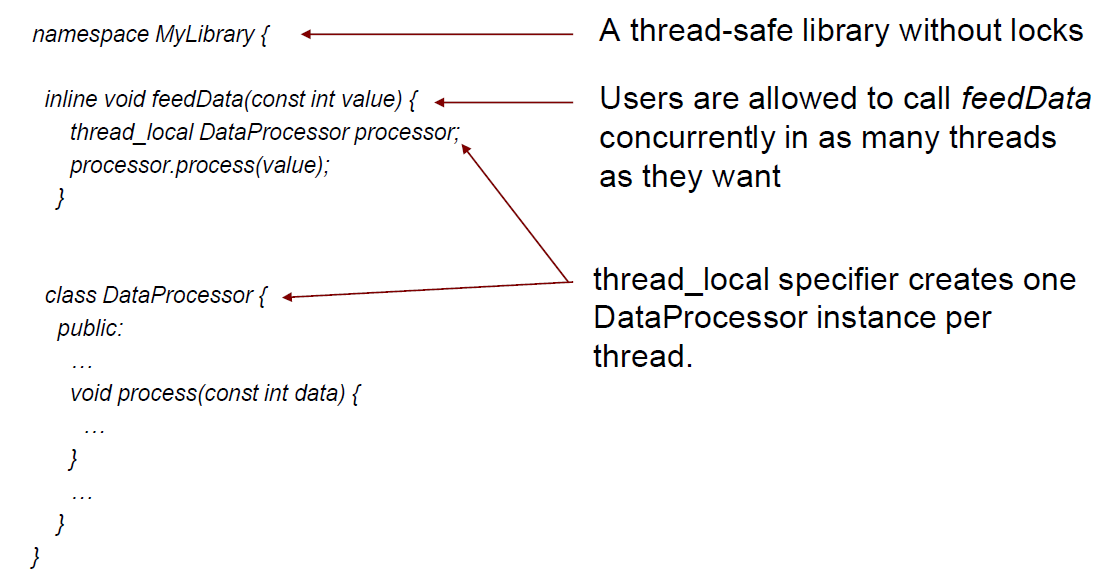 namespace MyLibrary {
inline void feedData(const int value) {
thread_local DataProcessor processor;
processor.process(value);
}
class DataProcessor {
public:
…
void process(const int data) {
…
}
…
}
}
A thread-safe library without locks
Users are allowed to call feedData
concurrently in as many threads
as they want
thread_local specifier creates one
DataProcessor instance per
thread.